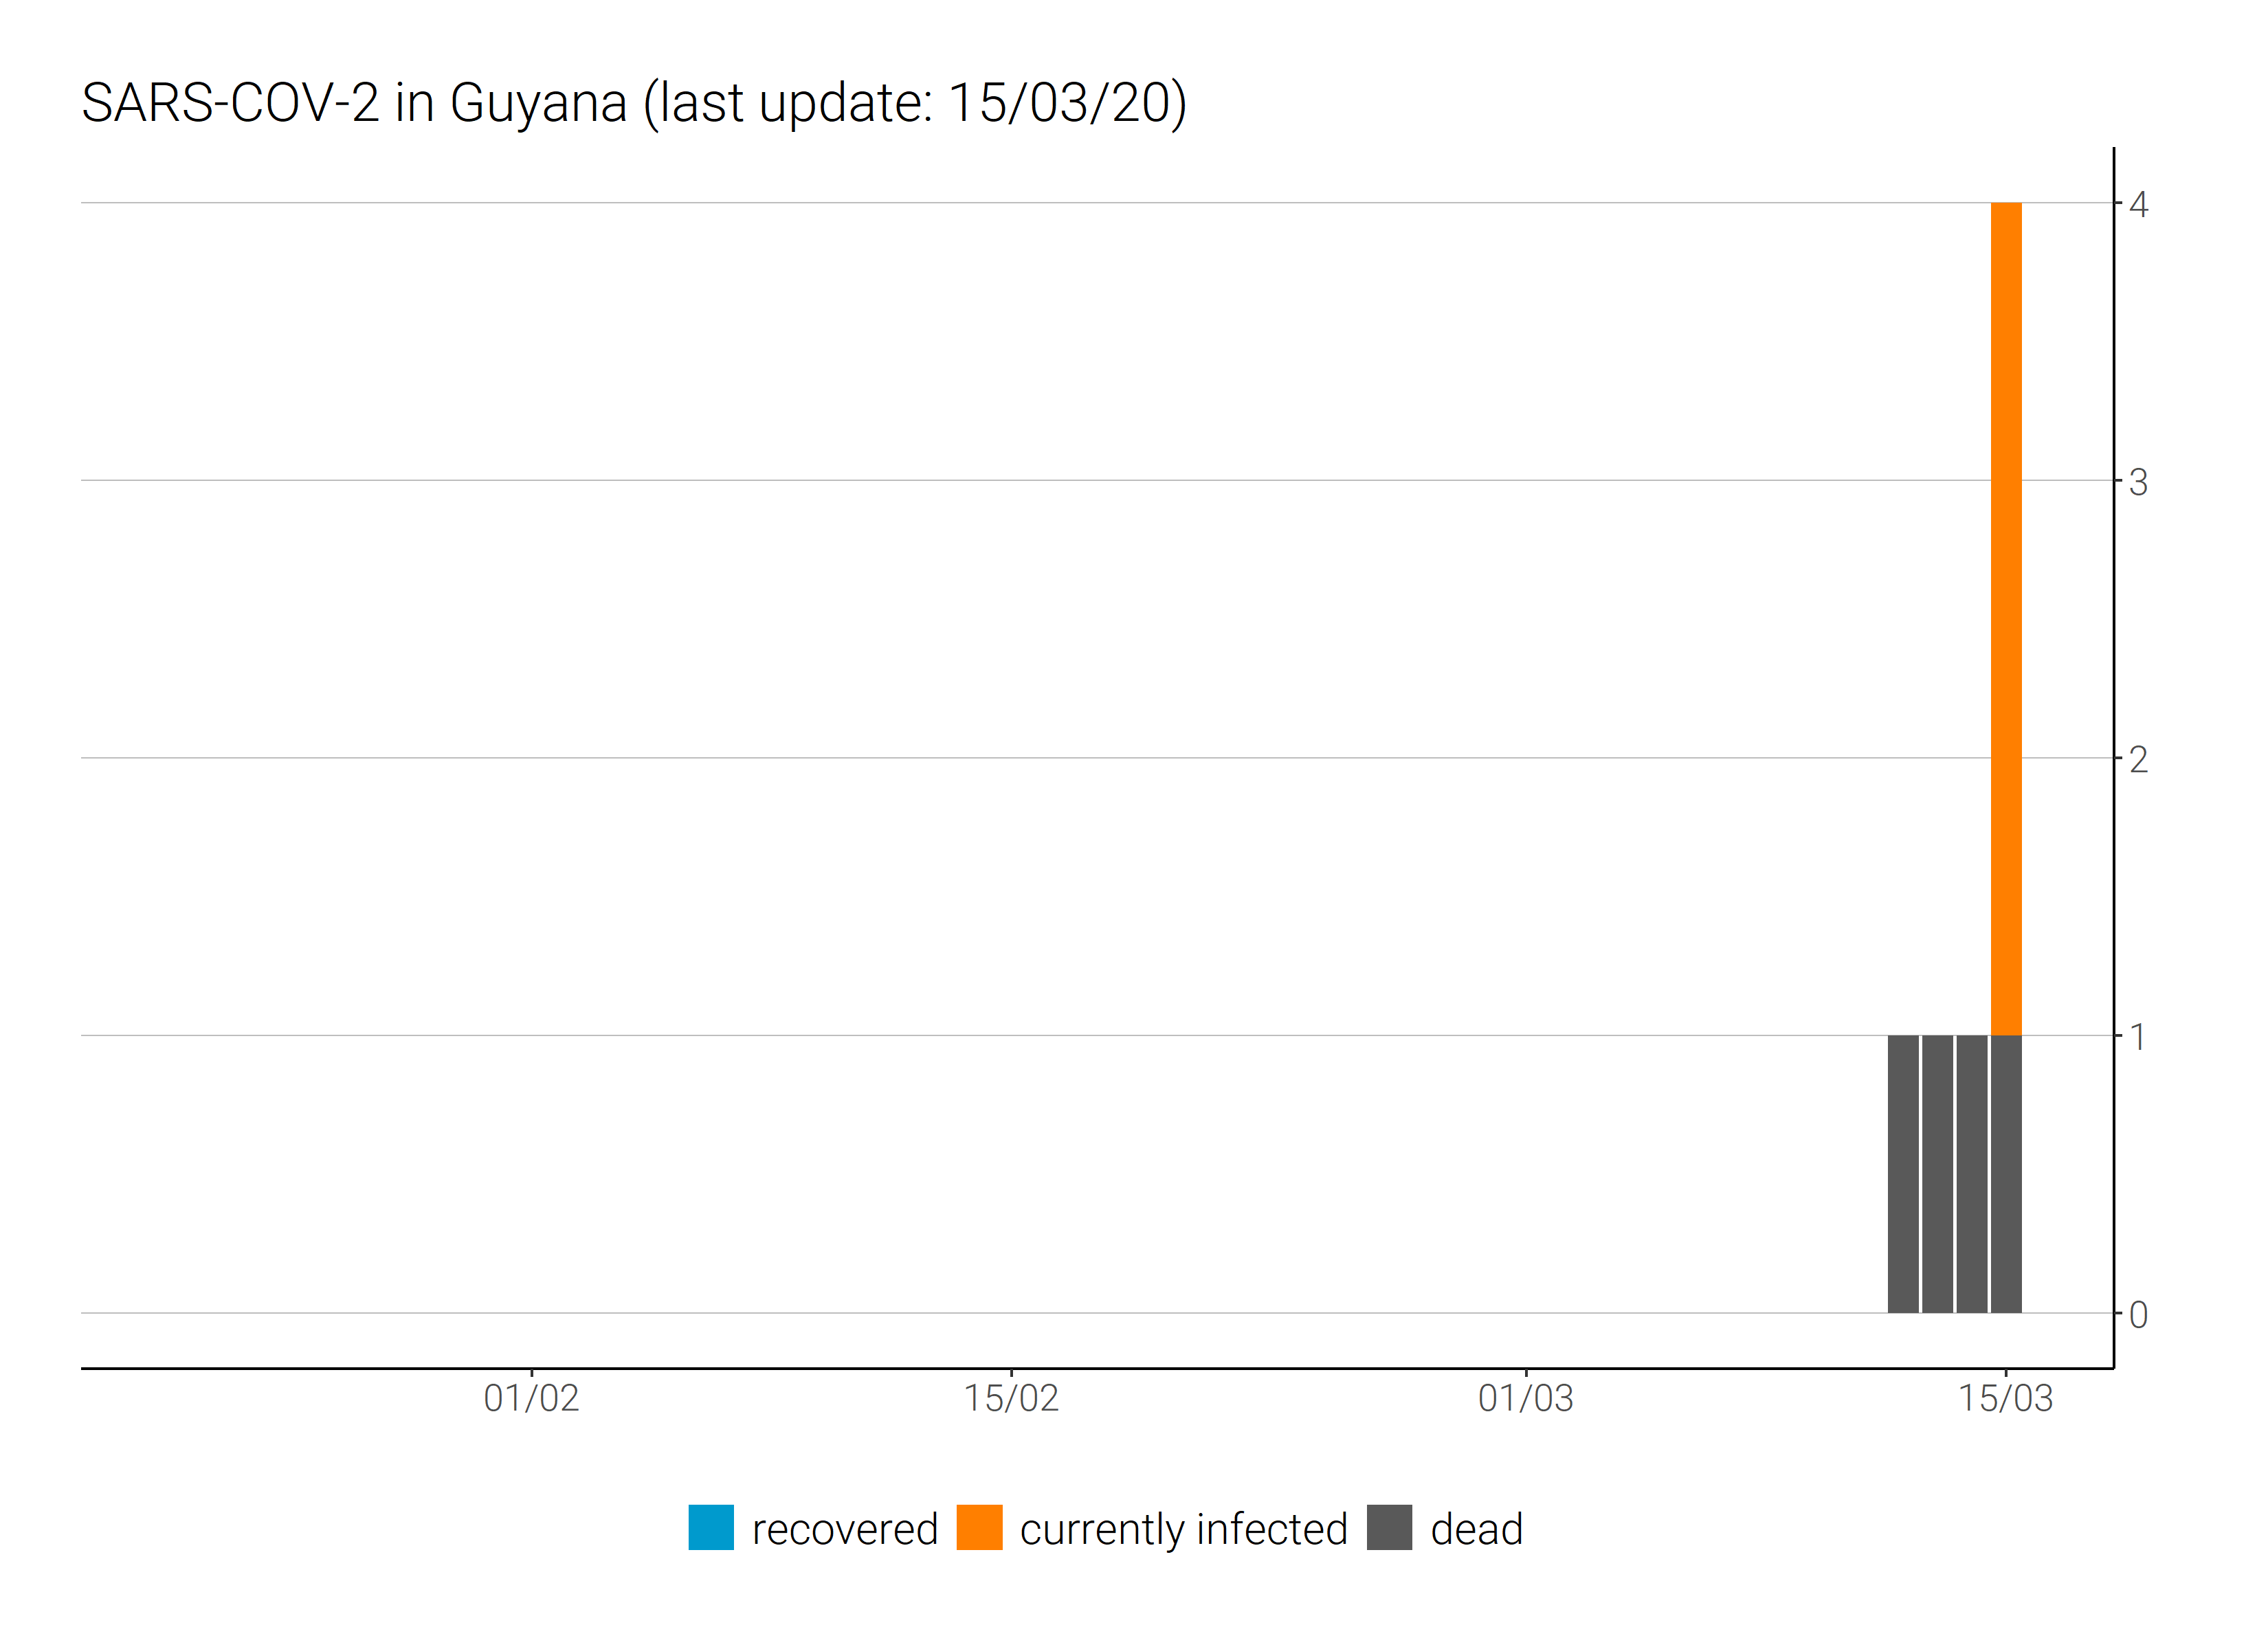 SARS-COV-2 in Guyana (last update: 15/03/20)
4
3
2
1
0
01/02 15/02 01/03 15/03
recovered currently infected dead